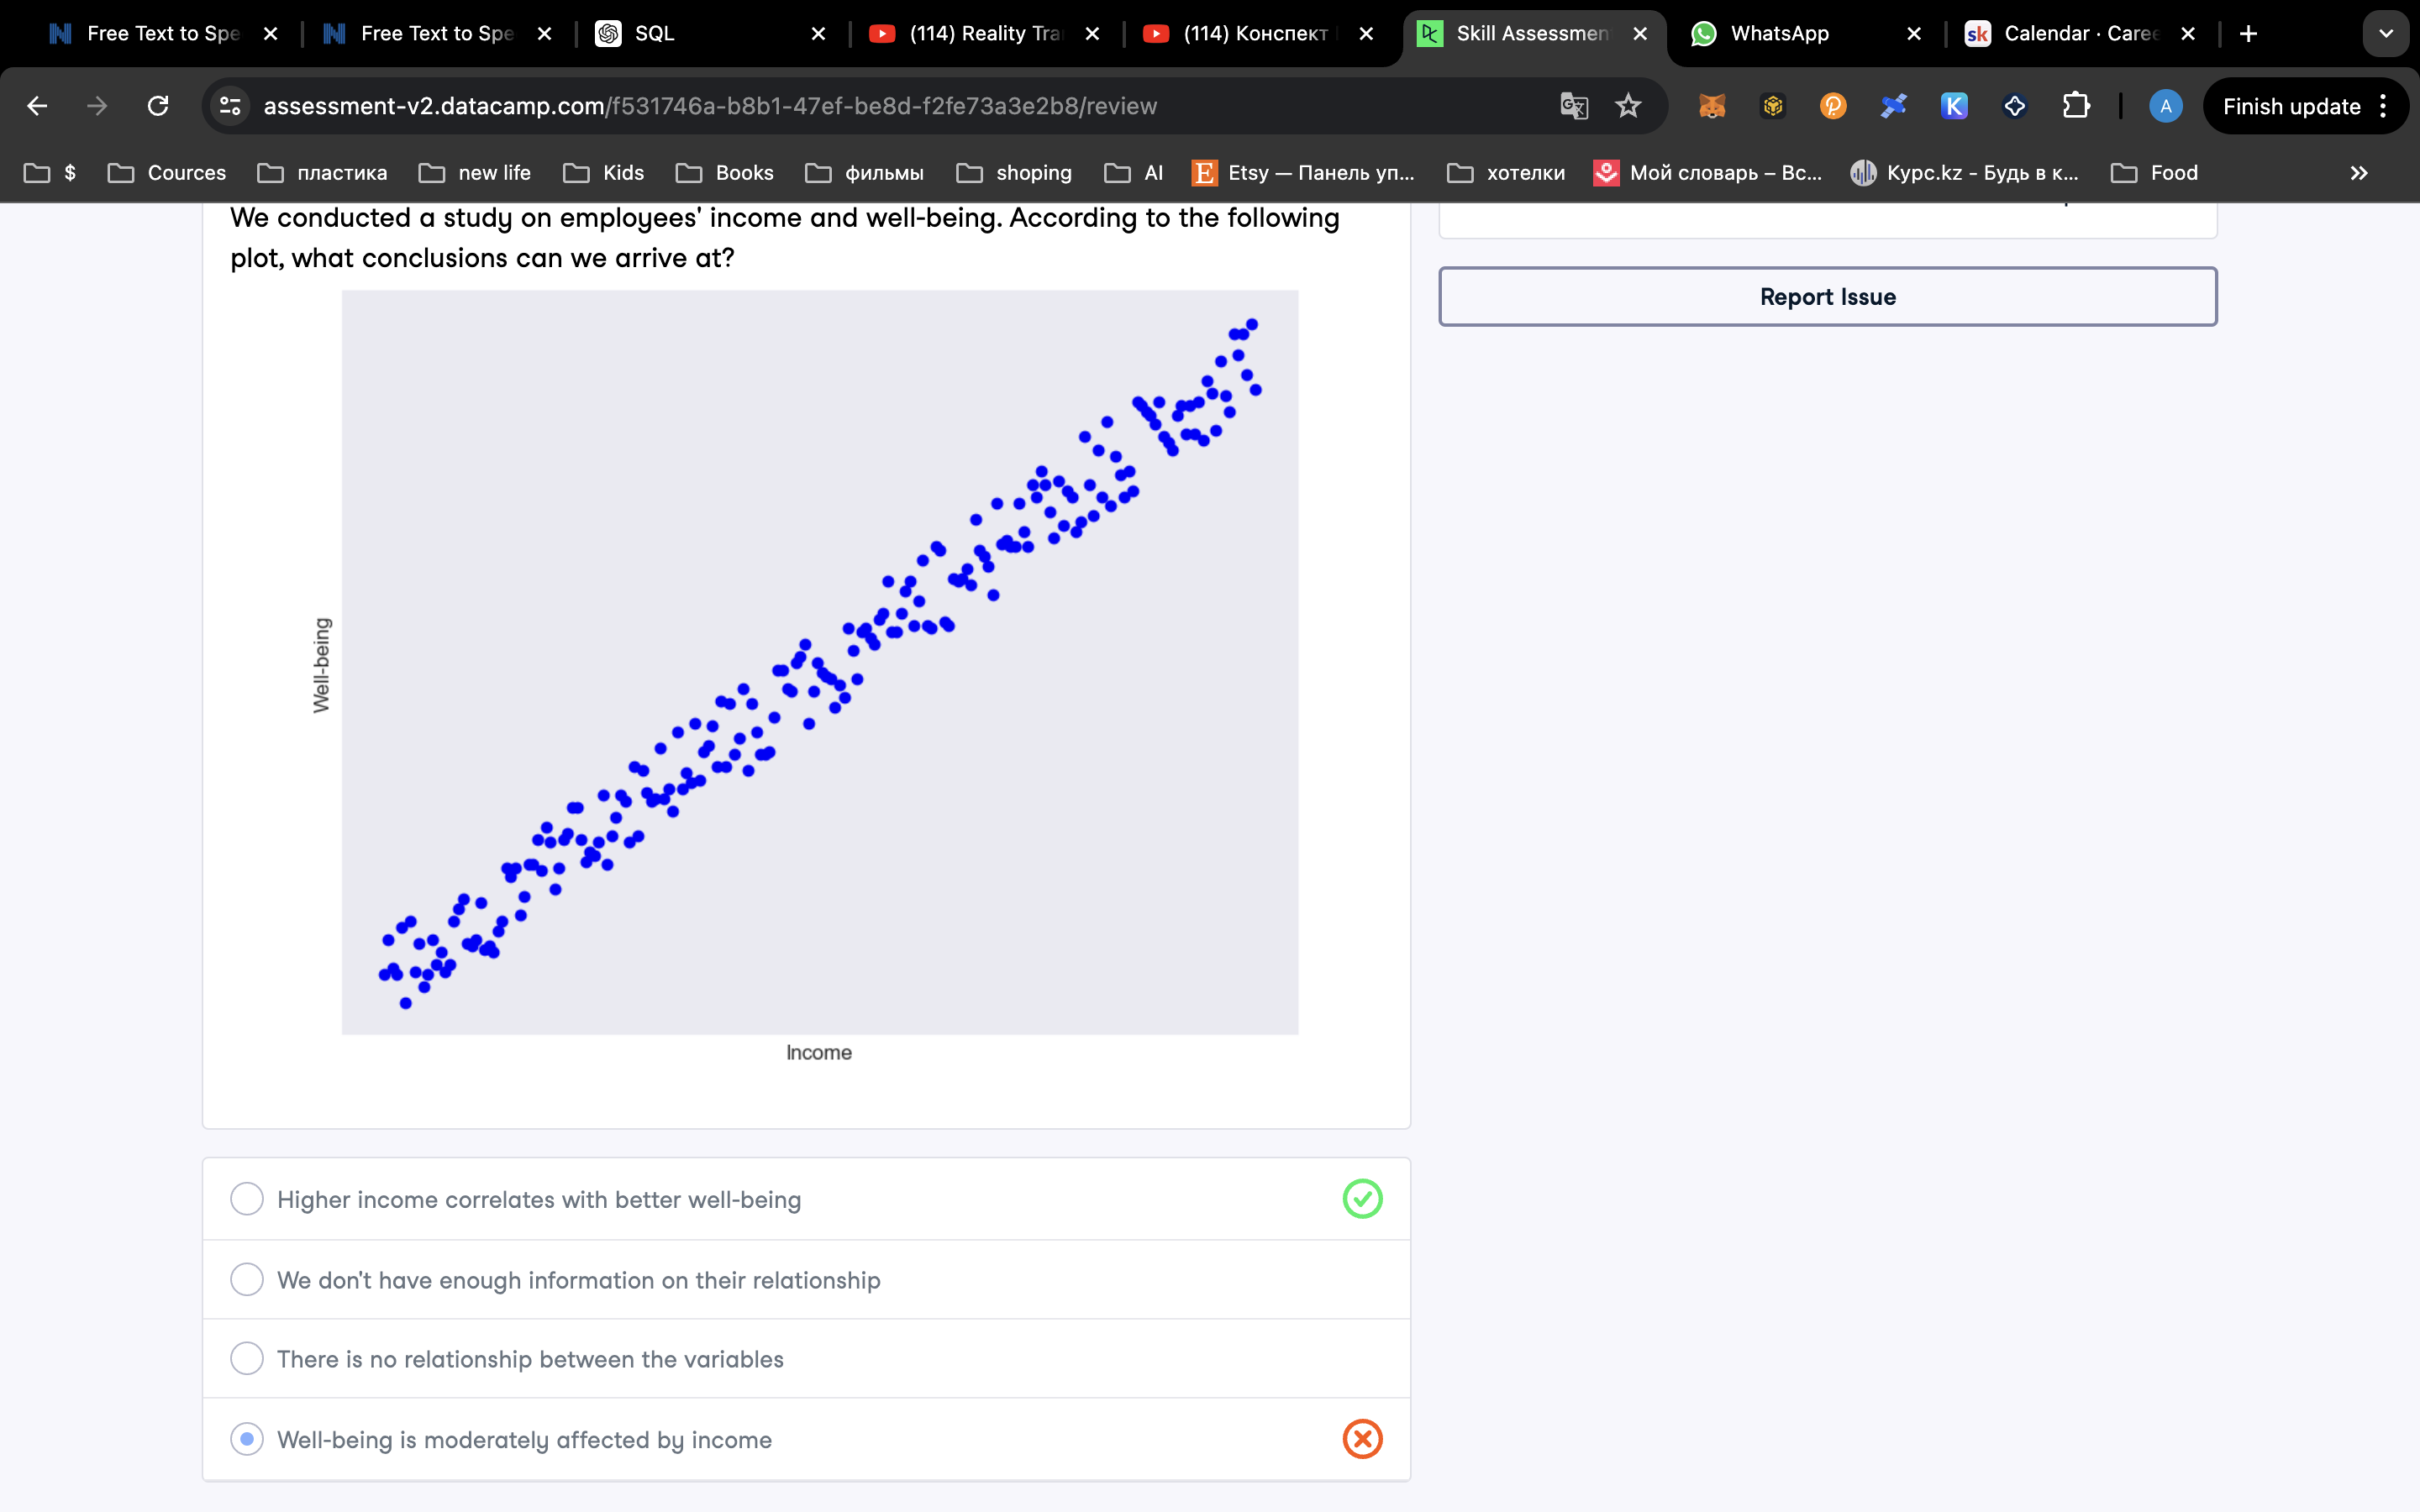 Free Text to Spe
Free Text to Spe
SQL
(114) Reality Tra
(114) Конспект
Skill Assessmen
WhatsApp
sk Calendar · Caree
assessment-v2.datacamp.com/f531746a-b8b1-47ef-be8d-f2fe73a3e2b8/review
A
Finish update
$
Cources
пластика
new life
Kids
Books
фильмы
shoping
AI
E Etsy — Панель уп...
хотелки
Мой словарь – Вс...
Курс.kz - Будь в к...
Food
We conducted a study on employees' income and well-being. According to the following
plot, what conclusions can we arrive at?
Report Issue
Well-being
Income
Higher income correlates with better well-being
We don't have enough information on their relationship
There is no relationship between the variables
Well-being is moderately affected by income